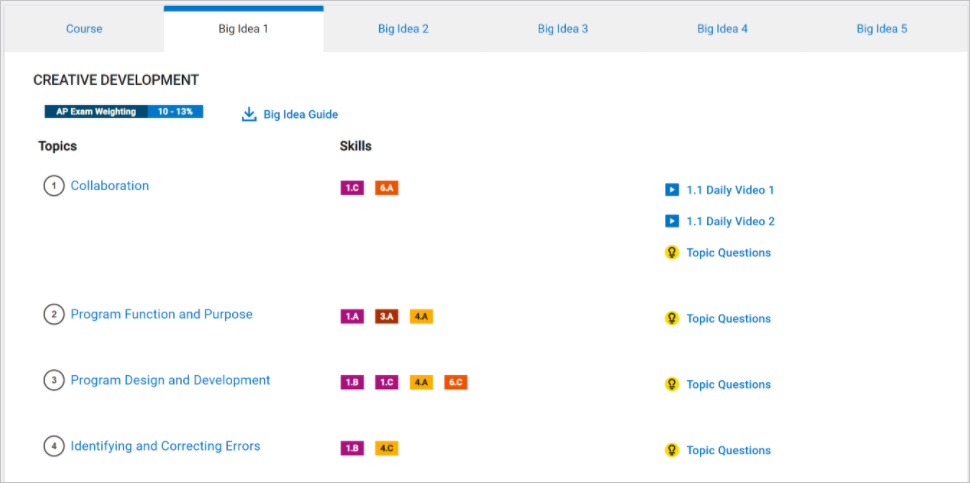 Course Big Idea 1 Big Idea 2 Big Idea 3 Big Idea 4 Big Idea 5
CREATIVE DEVELOPMENT
AP Exam Weighting 10 - 13% Big Idea Guide
Topics Skills
1 Collaboration 1.C 6.A 1.1 Daily Video 1
1.1 Daily Video 2
Topic Questions
2 Program Function and Purpose 1.A 3.A 4.A Topic Questions
3 Program Design and Development 1.B 1.C 4.A 6.C Topic Questions
4 Identifying and Correcting Errors 1.B 4.C Topic Questions